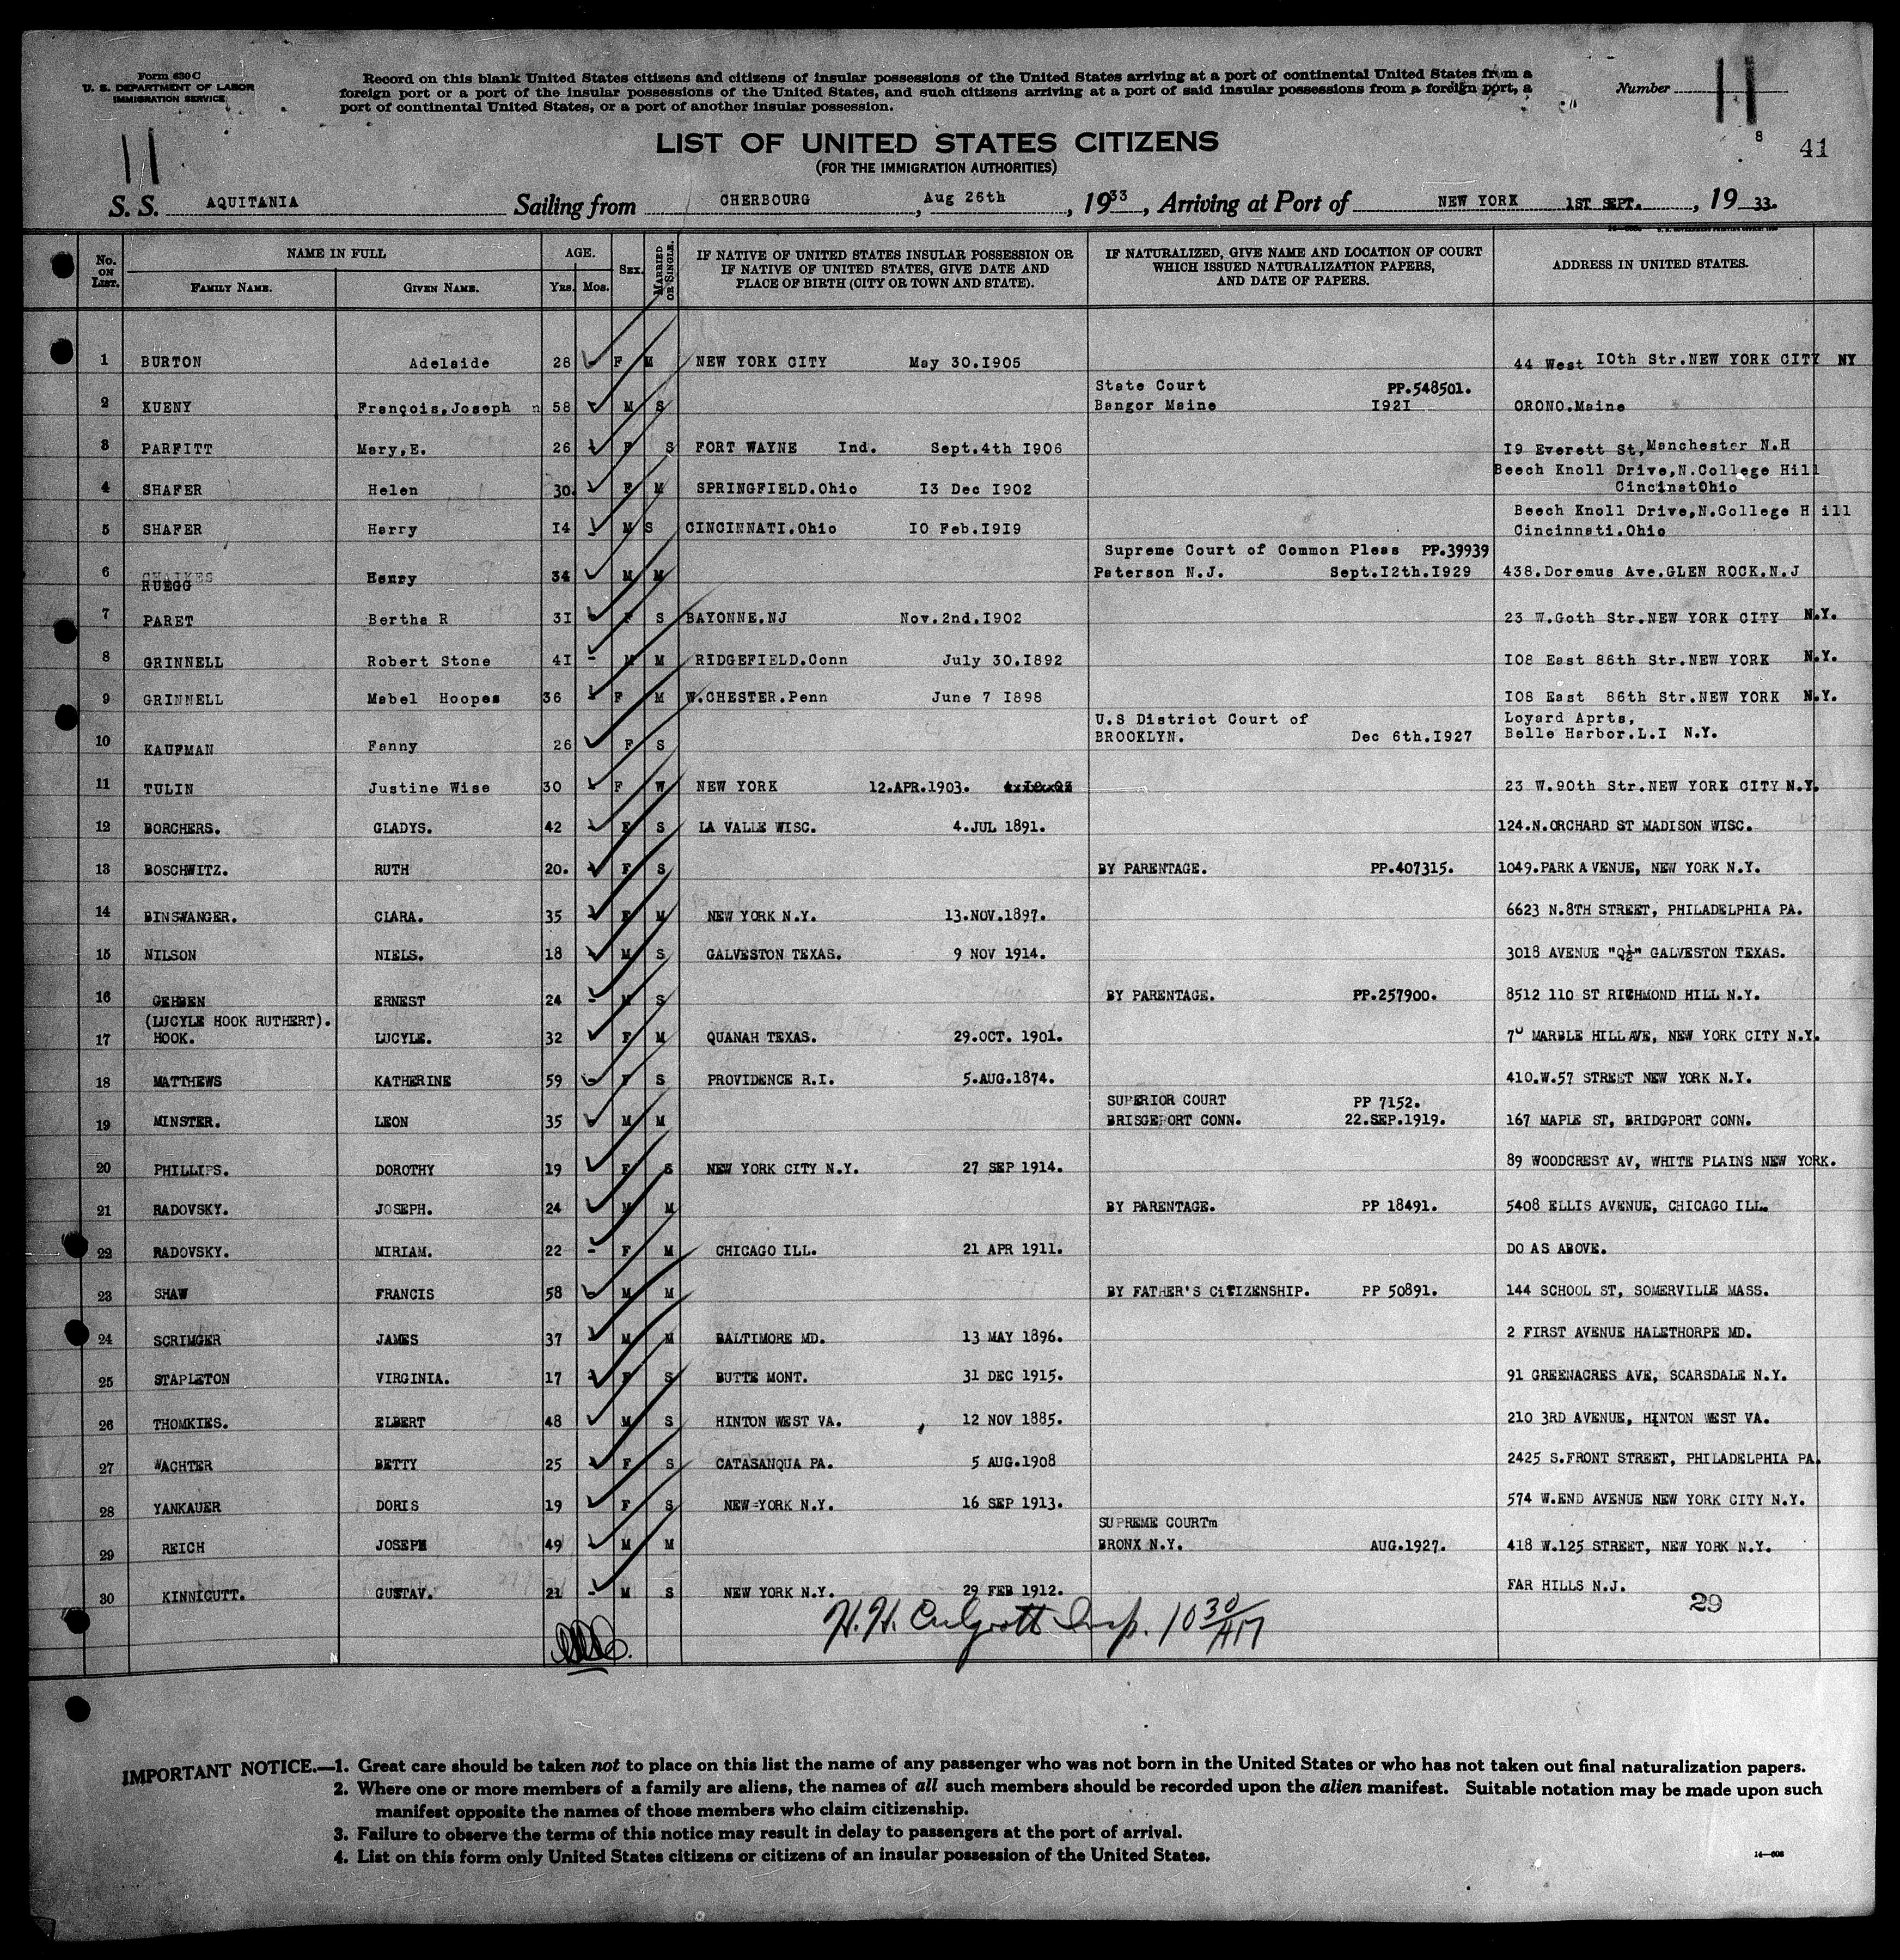 Form 630 C
U. S. DEPARTMENT OF LABOR
IMMIGRATION SERVICE
Record on this blank United States citizens and citizens of insular possessions of the United States arriving at a port of continental United States from a
foreign port or a port of the insular possessions of the United States, and such citizens arriving at a port of said insular possessions from a foreign port, a
port of continental United States, or a port of another insular possession.
Number 11
8
41
11
LIST OF UNITED STATES CITIZENS
(FOR THE IMMIGRATION AUTHORITIES)
S. S. AQUITANIA Sailing from CHERBOURG, Aug 26th, 1933, Arriving at Port of NEW YORK 1ST SEPT., 19 33.
No. ON LIST. NAME IN FULL FAMILY NAME. GIVEN NAME. AGE. YRS. MOS. SEX. MARRIED OR SINGLE. IF NATIVE OF UNITED STATES INSULAR POSSESSION OR IF NATIVE OF UNITED STATES, GIVE DATE AND PLACE OF BIRTH (CITY OR TOWN AND STATE). IF NATURALIZED, GIVE NAME AND LOCATION OF COURT WHICH ISSUED NATURALIZATION PAPERS, AND DATE OF PAPERS. ADDRESS IN UNITED STATES.
1 BURTON Adelaide 28 F M NEW YORK CITY May 30.I905 44 West IOth Str.NEW YORK CITY NY
State Court PP.548501.
2 KUENY François,Joseph n 58 M S Bangor Maine I92I ORONO.Maine
3 PARFITT Mary,E. 26 F S FORT WAYNE Ind. Sept.4th I906 I9 Everett St,Manchester N.H
Beech Knoll Drive,N.College Hill
4 SHAFER Helen 30. F M SPRINGFIELD.Ohio I3 Dec I902 CincinatOhio
Beech Knoll Drive,N.College H ill
5 SHAFER Harry I4 M S CINCINNATI.Ohio IO Feb.I9I9 Cincinnati.Ohio
Supreme Court of Common Pleas PP.39939
6 RUEGG Henry 34 M M Paterson N.J. Sept.I2th.I929 438.Doremus Ave.GLEN ROCK.N.J
7 PARET Bertha R 3I F S BAYONNE.NJ Nov.2nd.I902 23 W.Goth Str.NEW YORK CITY N.Y.
8 GRINNELL Robert Stone 4I M M RIDGEFIELD.Conn July 30.I892 I08 East 86th Str.NEW YORK N.Y.
9 GRINNELL Mabel Hoopes 36 F M W.CHESTER.Penn June 7 I898 I08 East 86th Str.NEW YORK N.Y.
U.S District Court of Loyard Aprts,
10 KAUFMAN Fanny 26 F S BROOKLYN. Dec 6th.I927 Belle Harbor.L.I N.Y.
11 TULIN Justine Wise 30 F W NEW YORK 12.APR.1903. 23 W.90th Str.NEW YORK CITY N.Y.
12 BORCHERS. GLADYS. 42 F S LA VALLE WISC. 4.JUL 1891. 124.N.ORCHARD ST MADISON WISC.
13 BOSCHWITZ. RUTH 20. F S BY PARENTAGE. PP.407315. 1049.PARK AVENUE, NEW YORK N.Y.
14 BINSWANGER. CLARA. 35 F M NEW YORK N.Y. 13.NOV.1897. 6623 N.8TH STREET, PHILADELPHIA PA.
15 NILSON NIELS. 18 M S GALVESTON TEXAS. 9 NOV 1914. 3018 AVENUE "Q½" GALVESTON TEXAS.
16 GEHBEN ERNEST 24 M S BY PARENTAGE. PP.257900. 8512 110 ST RICHMOND HILL N.Y.
(LUCYLE HOOK RUTHERT).
17 HOOK. LUCYLE. 32 F M QUANAH TEXAS. 29.OCT. 1901. MARBLE HILL AVE, NEW YORK CITY N.Y.
18 MATTHEWS KATHERINE 59 F S PROVIDENCE R.I. 5.AUG.1874. 410.W.57 STREET NEW YORK N.Y.
SUPERIOR COURT PP 7152.
19 MINSTER. LEON 35 M M BRISGEPORT CONN. 22.SEP.1919. 167 MAPLE ST, BRIDGPORT CONN.
20 PHILLIPS. DOROTHY 19 F S NEW YORK CITY N.Y. 27 SEP 1914. 89 WOODCREST AV, WHITE PLAINS NEW YORK.
21 RADOVSKY. JOSEPH. 24 M M BY PARENTAGE. PP 18491. 5408 ELLIS AVENUE, CHICAGO ILL.
22 RADOVSKY. MIRIAM. 22 F M CHICAGO ILL. 21 APR 1911. DO AS ABOVE.
23 SHAW FRANCIS 58 M M BY FATHER'S CiTIZENSHIP. PP 50891. 144 SCHOOL ST, SOMERVILLE MASS.
24 SCRIMGER JAMES 37 M M BALTIMORE MD. 13 MAY 1896. 2 FIRST AVENUE HALETHORPE MD.
25 STAPLETON VIRGINIA. 17 F S BUTTE MONT. 31 DEC 1915. 91 GREENACRES AVE, SCARSDALE N.Y.
26 THOMKIES. ELBERT 48 M S HINTON WEST VA. 12 NOV 1885. 210 3RD AVENUE, HINTON WEST VA.
27 WACHTER BETTY 25 F S CATASANQUA PA. 5 AUG.1908 2425 S.FRONT STREET, PHILADELPHIA PA.
28 YANKAUER DORIS 19 F S NEW-YORK N.Y. 16 SEP 1913. 574 W.END AVENUE NEW YORK CITY N.Y.
SUPREME COURTm
29 REICH JOSEPH 49 M M BRONX N.Y. AUG.1927. 418 W.125 STREET, NEW YORK N.Y.
30 KINNICUTT. GUSTAV. 21 M S NEW YORK N.Y. 29 FEB 1912. FAR HILLS N.J.
29
H.H. Insp. 10 30/AM
IMPORTANT NOTICE.—1. Great care should be taken not to place on this list the name of any passenger who was not born in the United States or who has not taken out final naturalization papers.
2. Where one or more members of a family are aliens, the names of all such members should be recorded upon the alien manifest. Suitable notation may be made upon such
manifest opposite the names of those members who claim citizenship.
3. Failure to observe the terms of this notice may result in delay to passengers at the port of arrival.
4. List on this form only United States citizens or citizens of an insular possession of the United States.